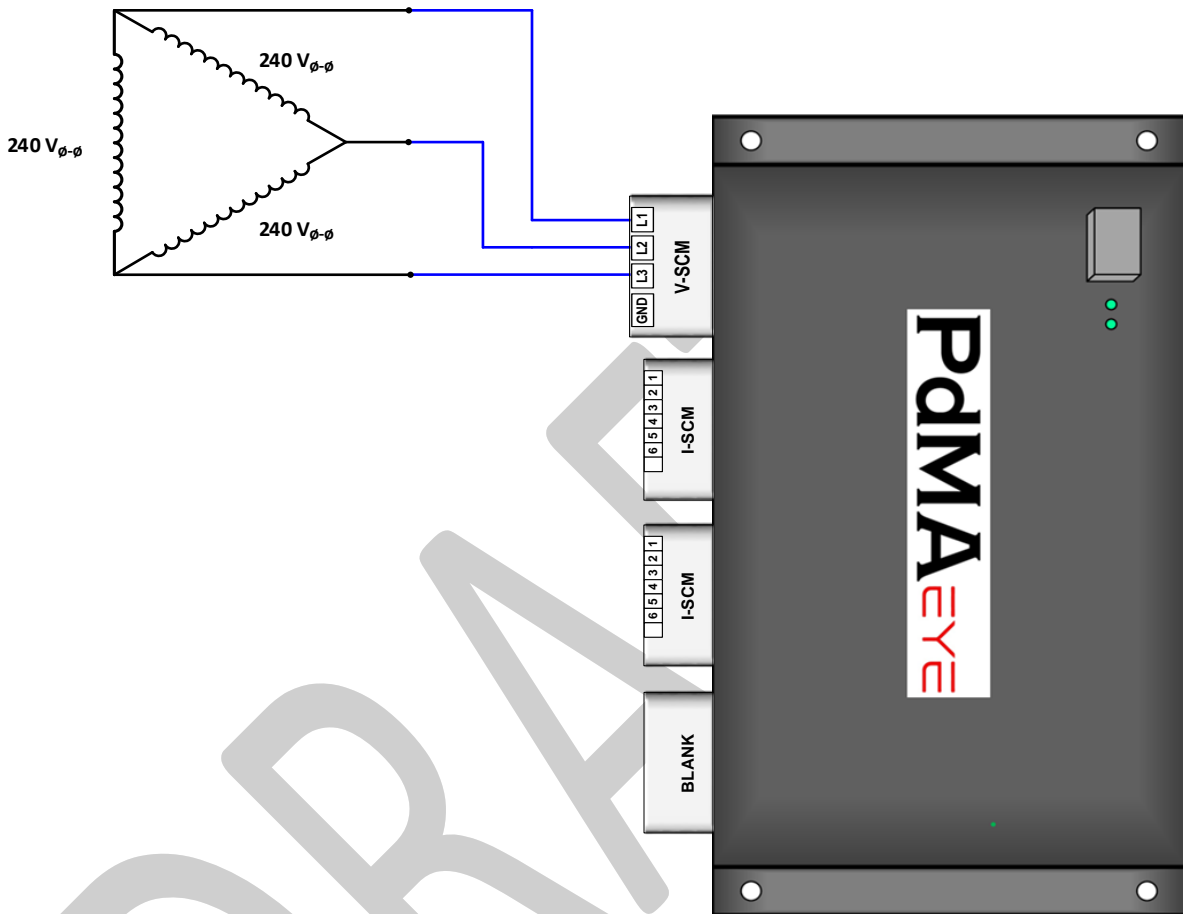 240 Vø-ø
240 Vø-ø
240 Vø-ø
L1
L2
L3
GND
V-SCM
1
2
3
4
5
6
I-SCM
1
2
3
4
5
6
I-SCM
BLANK
PdMA EYE
DRAF